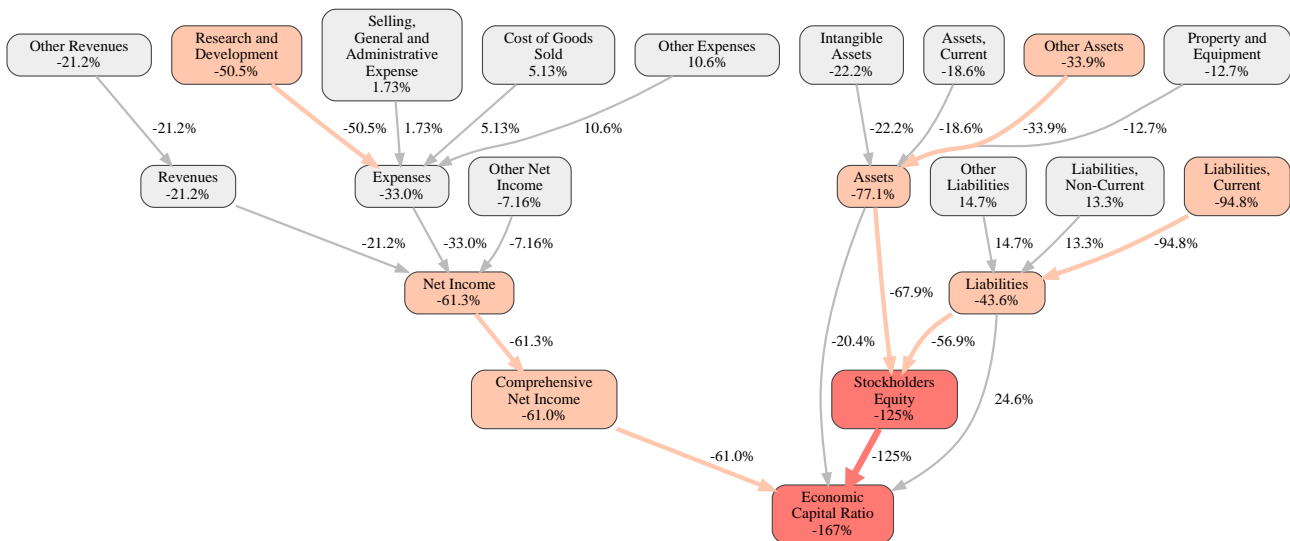 Other Revenues
-21.2%
Research and
Development
-50.5%
Selling,
General and
Administrative
Expense
1.73%
Cost of Goods
Sold
5.13%
Other Expenses
10.6%
Intangible
Assets
-22.2%
Assets,
Current
-18.6%
Other Assets
-33.9%
Property and
Equipment
-12.7%
-21.2%
-50.5%
1.73%
5.13%
10.6%
-22.2%
-18.6%
-33.9%
-12.7%
Revenues
-21.2%
Expenses
-33.0%
Other Net
Income
-7.16%
Assets
-77.1%
Other
Liabilities
14.7%
Liabilities,
Non-Current
13.3%
Liabilities,
Current
-94.8%
-21.2%
-33.0%
-7.16%
14.7%
13.3%
-94.8%
Net Income
-61.3%
Liabilities
-43.6%
-67.9%
-61.3%
-20.4%
-56.9%
Comprehensive
Net Income
-61.0%
Stockholders
Equity
-125%
24.6%
-61.0%
-125%
Economic
Capital Ratio
-167%